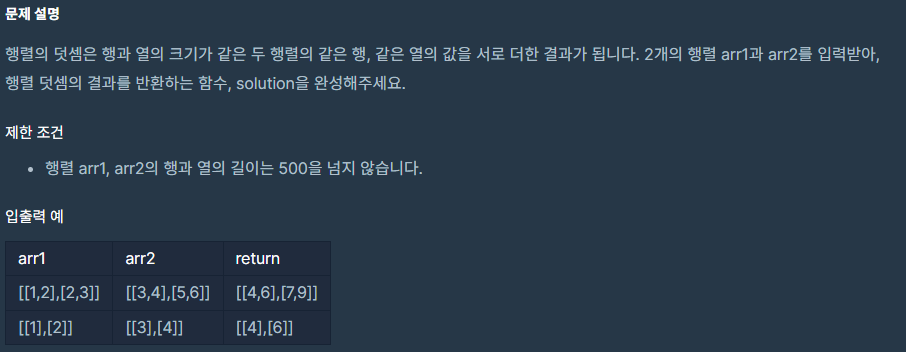 문제 설명
행렬의 덧셈은 행과 열의 크기가 같은 두 행렬의 같은 행, 같은 열의 값을 서로 더한 결과가 됩니다. 2개의 행렬 arr1과 arr2를 입력받아,
행렬 덧셈의 결과를 반환하는 함수, solution을 완성해주세요.
제한 조건
• 행렬 arr1, arr2의 행과 열의 길이는 500을 넘지 않습니다.
입출력 예
arr1 arr2 return
[[1,2],[2,3]] [[3,4],[5,6]] [[4,6],[7,9]]
[[1],[2]] [[3],[4]] [[4],[6]]